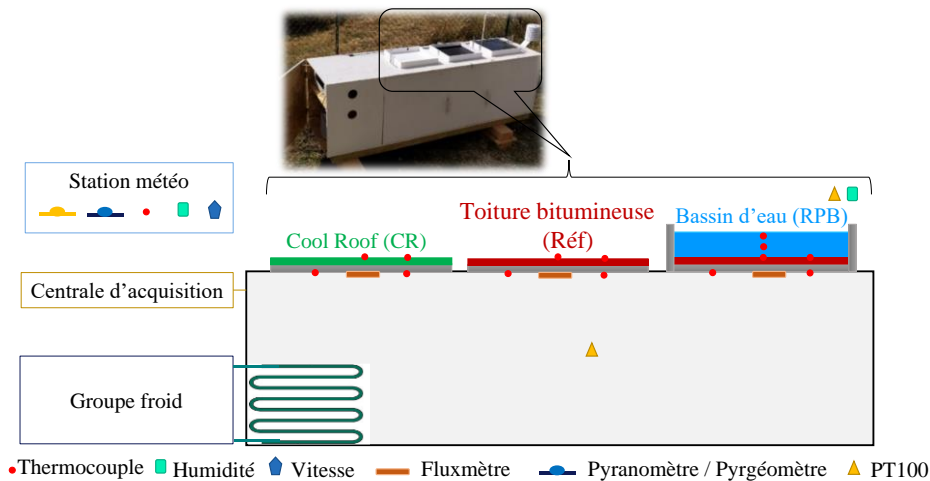 Station météo
Toiture bitumineuse
(Réf)
Bassin d'eau (RPB)
Cool Roof (CR)
Centrale d'acquisition
Groupe froid
Thermocouple Humidité Vitesse Fluxmètre Pyranomètre / Pyrgéomètre PT100